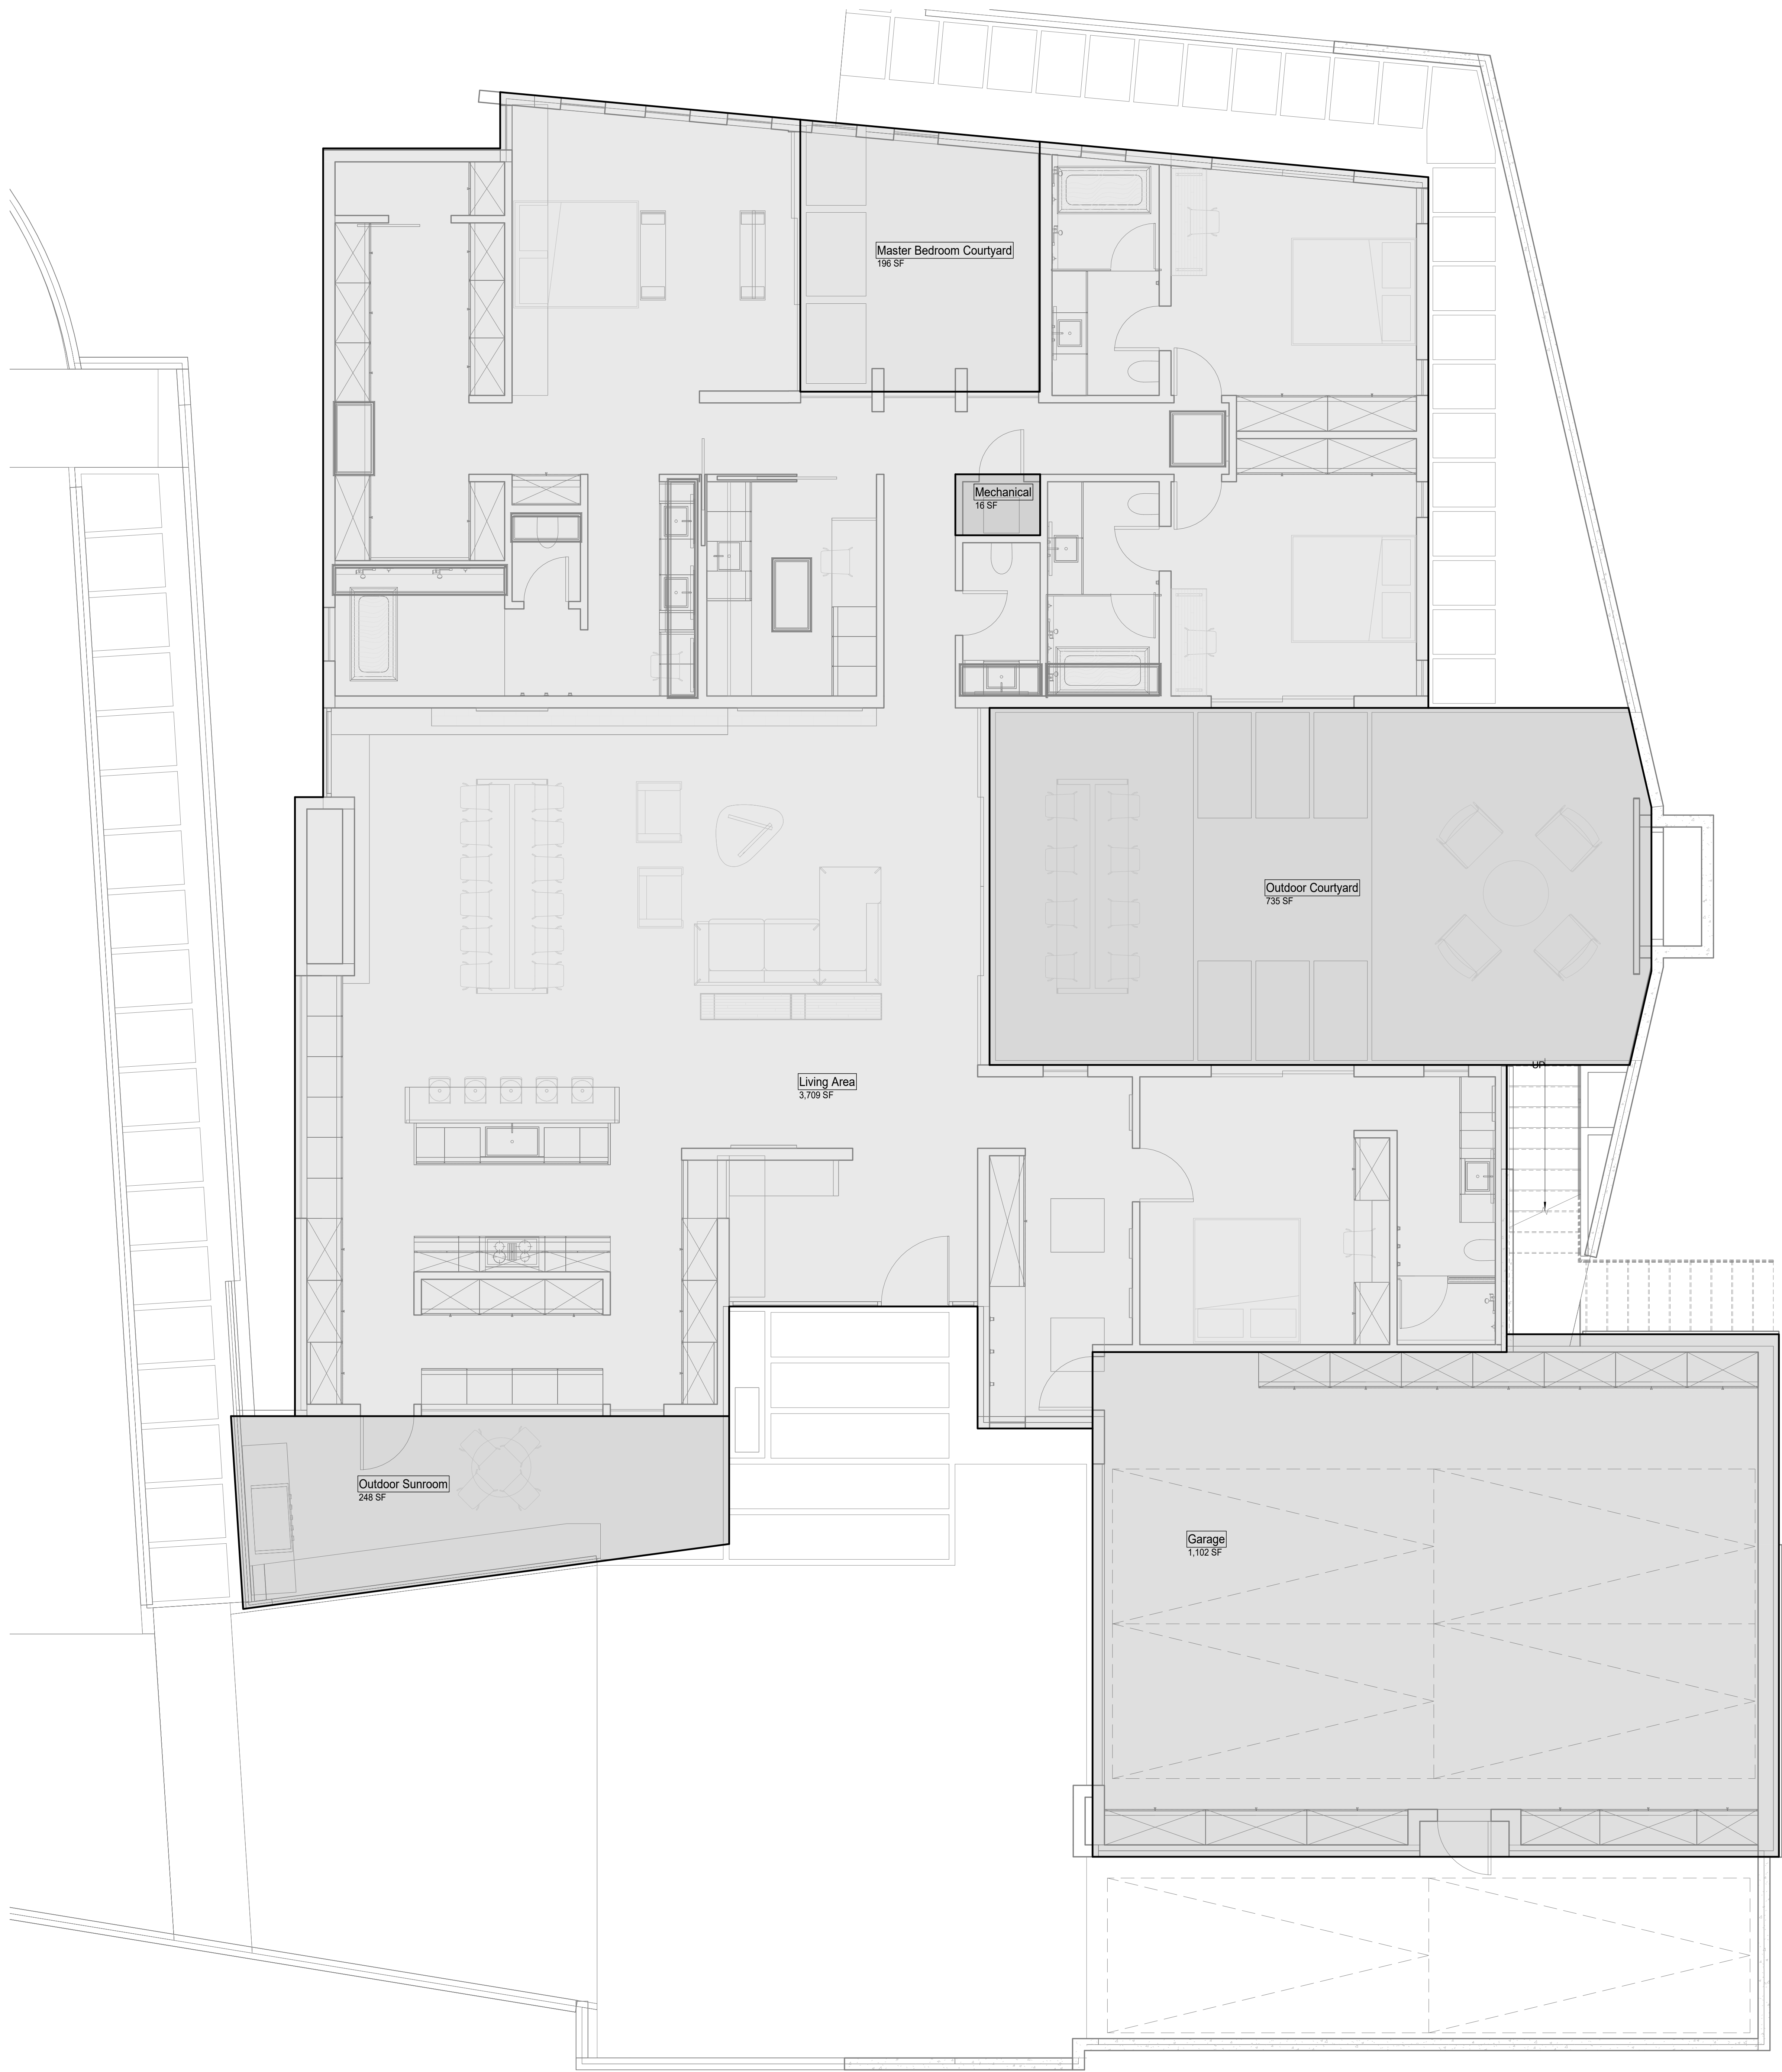 Master Bedroom Courtyard
196 SF
Mechanical
16 SF
Outdoor Courtyard
735 SF
UP
Living Area
3,709 SF
Outdoor Sunroom
248 SF
Garage
1,102 SF